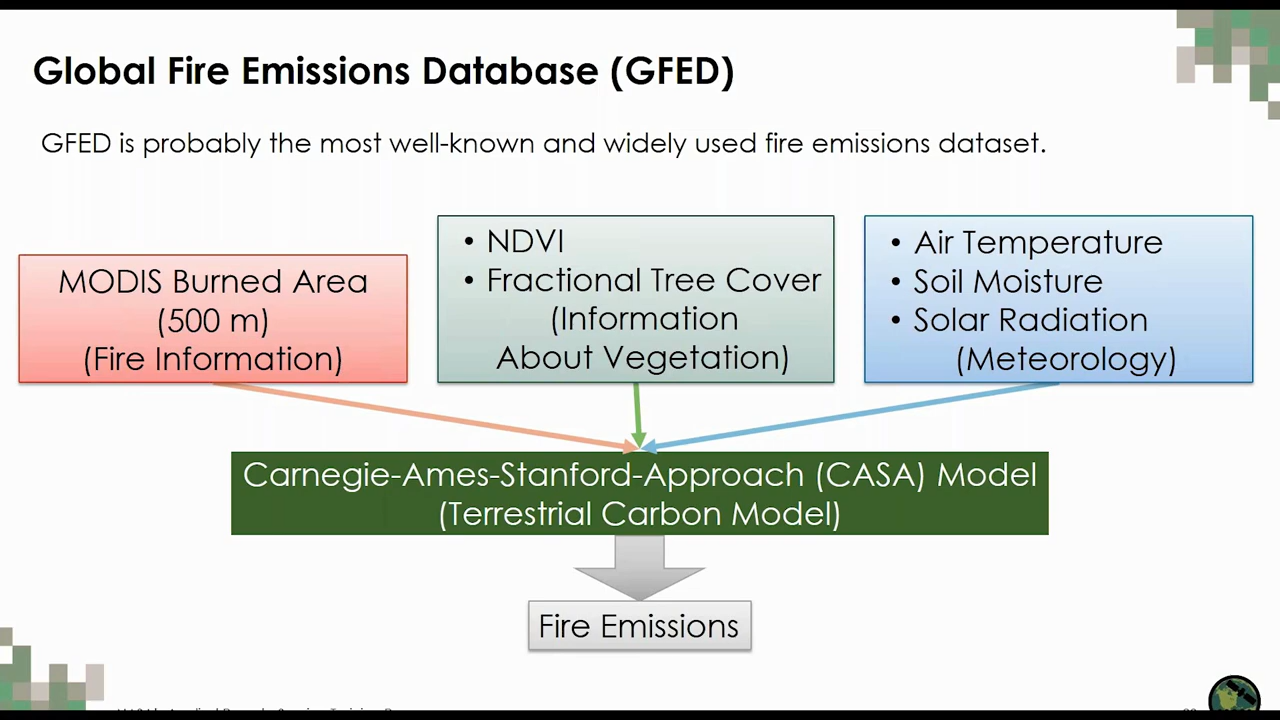 Global Fire Emissions Database (GFED)
GFED is probably the most well-known and widely used fire emissions dataset.
MODIS Burned Area
(500 m)
(Fire Information)
• NDVI
• Fractional Tree Cover
(Information
About Vegetation)
• Air Temperature
• Soil Moisture
• Solar Radiation
(Meteorology)
Carnegie-Ames-Stanford-Approach (CASA) Model
(Terrestrial Carbon Model)
Fire Emissions